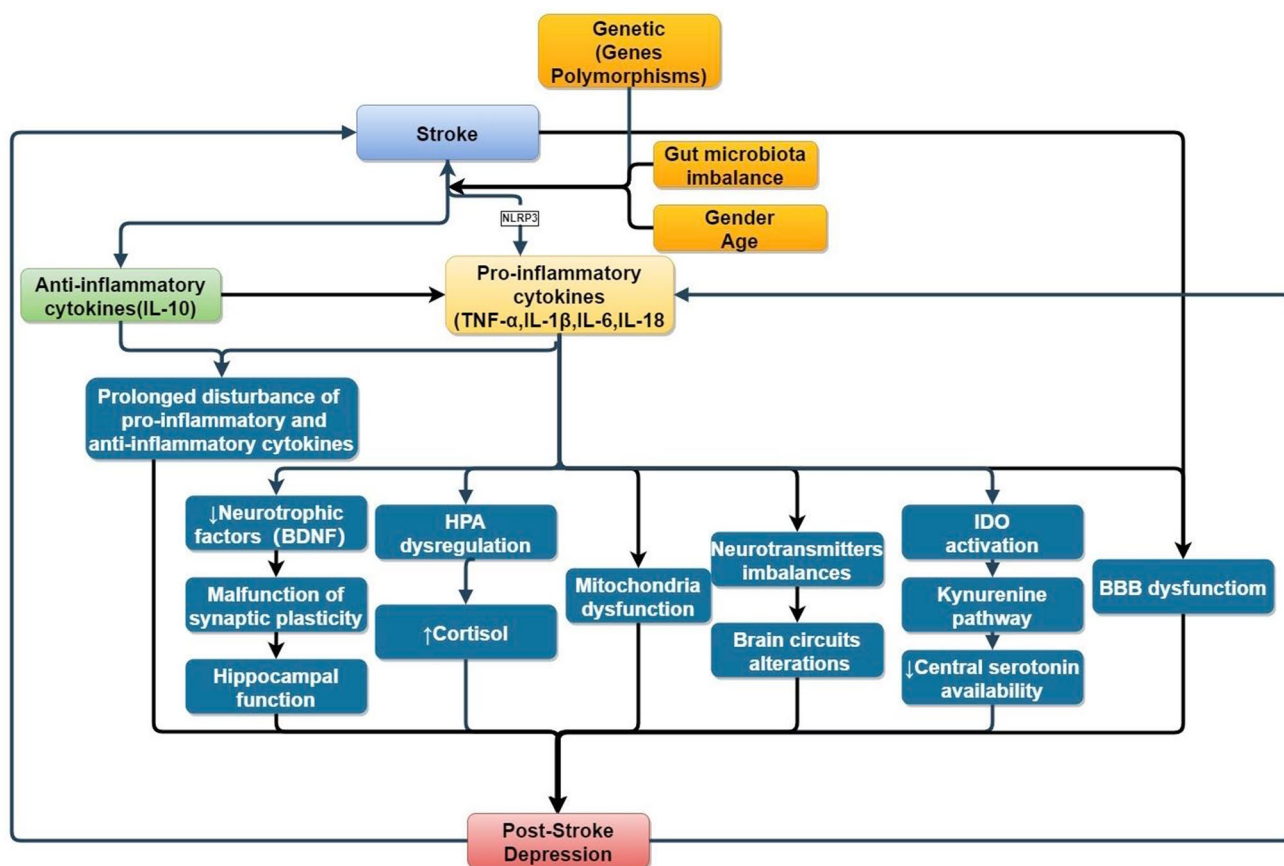 Genetic
(Genes
Polymorphisms)
Stroke
Gut microbiota
imbalance
NLRP3
Gender
Age
Anti-inflammatory
cytokines(IL-10)
Pro-inflammatory
cytokines
(TNF-α,IL-1β,IL-6,IL-18
Prolonged disturbance of
pro-inflammatory and
anti-inflammatory cytokines
↓Neurotrophic
factors（BDNF）
Malfunction of
synaptic plasticity
Hippocampal
function
HPA
dysregulation
↑Cortisol
Mitochondria
dysfunction
Neurotransmitters
imbalances
Brain circuits
alterations
IDO
activation
Kynurenine
pathway
↓Central serotonin
availability
BBB dysfunctiom
Post-Stroke
Depression